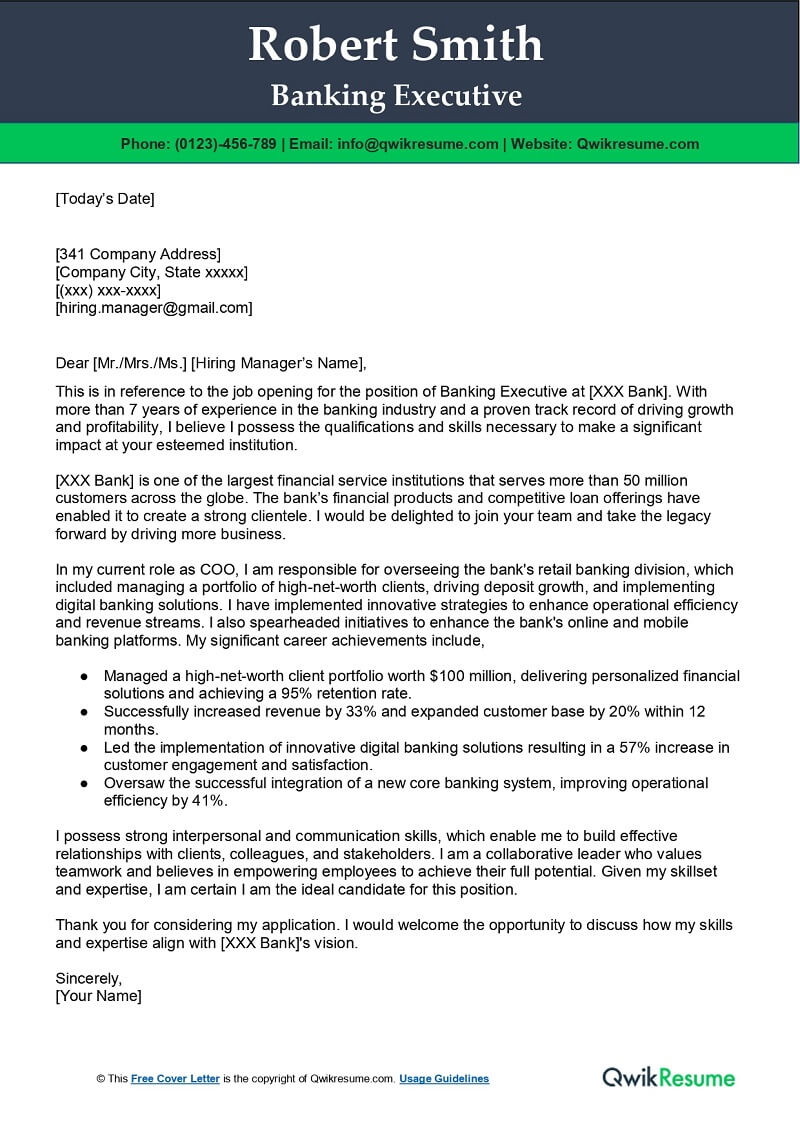 Robert Smith
Banking Executive
Phone: (0123)-456-789 | Email: info@qwikresume.com | Website: Qwikresume.com
[Today’s Date]
[341 Company Address]
[Company City, State xxxxx]
[(xxx) xxx-xxxx]
[hiring.manager@gmail.com]
Dear [Mr./Mrs./Ms.] [Hiring Manager’s Name],
This is in reference to the job opening for the position of Banking Executive at [XXX Bank]. With
more than 7 years of experience in the banking industry and a proven track record of driving growth
and profitability, I believe I possess the qualifications and skills necessary to make a significant
impact at your esteemed institution.
[XXX Bank] is one of the largest financial service institutions that serves more than 50 million
customers across the globe. The bank’s financial products and competitive loan offerings have
enabled it to create a strong clientele. I would be delighted to join your team and take the legacy
forward by driving more business.
In my current role as COO, I am responsible for overseeing the bank's retail banking division, which
included managing a portfolio of high-net-worth clients, driving deposit growth, and implementing
digital banking solutions. I have implemented innovative strategies to enhance operational efficiency
and revenue streams. I also spearheaded initiatives to enhance the bank's online and mobile
banking platforms. My significant career achievements include,
● Managed a high-net-worth client portfolio worth $100 million, delivering personalized financial
solutions and achieving a 95% retention rate.
● Successfully increased revenue by 33% and expanded customer base by 20% within 12
months.
● Led the implementation of innovative digital banking solutions resulting in a 57% increase in
customer engagement and satisfaction.
● Oversaw the successful integration of a new core banking system, improving operational
efficiency by 41%.
I possess strong interpersonal and communication skills, which enable me to build effective
relationships with clients, colleagues, and stakeholders. I am a collaborative leader who values
teamwork and believes in empowering employees to achieve their full potential. Given my skillset
and expertise, I am certain I am the ideal candidate for this position.
Thank you for considering my application. I would welcome the opportunity to discuss how my skills
and expertise align with [XXX Bank]'s vision.
Sincerely,
[Your Name]
© This Free Cover Letter is the copyright of Qwikresume.com. Usage Guidelines
QwikResume